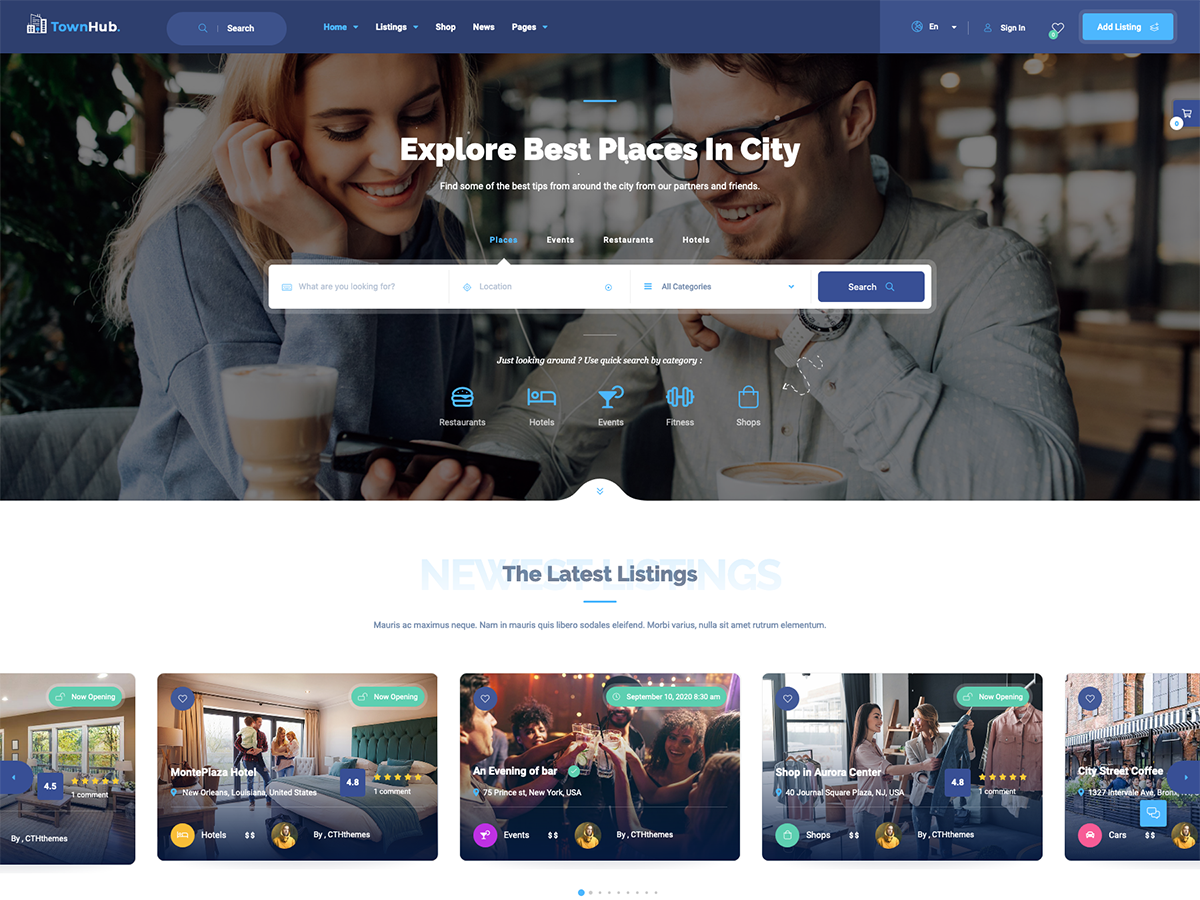 TownHub.
Search
Home
Listings
Shop
News
Pages
En
Sign In
0
Add Listing
0
Explore Best Places In City
Find some of the best tips from around the city from our partners and friends.
Places
Events
Restaurants
Hotels
What are you looking for?
Location
All Categories
Search
Just looking around ? Use quick search by category :
Restaurants
Hotels
Events
Fitness
Shops
NEWEST LISTINGS
The Latest Listings
Mauris ac maximus neque. Nam in mauris quis libero sodales eleifend. Morbi varius, nulla sit amet rutrum elementum.
Now Opening
4.5
1 comment
By , CTHthemes
Now Opening
MontePlaza Hotel
New Orleans, Louisiana, United States
4.8
1 comment
Hotels
$$
By , CTHthemes
September 10, 2020 8:30 am
An Evening of bar
75 Prince st, New York, USA
Events
$$
By , CTHthemes
Now Opening
Shop in Aurora Center
40 Journal Square Plaza, NJ, USA
4.8
1 comment
Shops
$$
By , CTHthemes
City Street Coffee
1327 Intervale Ave, Bronx
Cars
$$